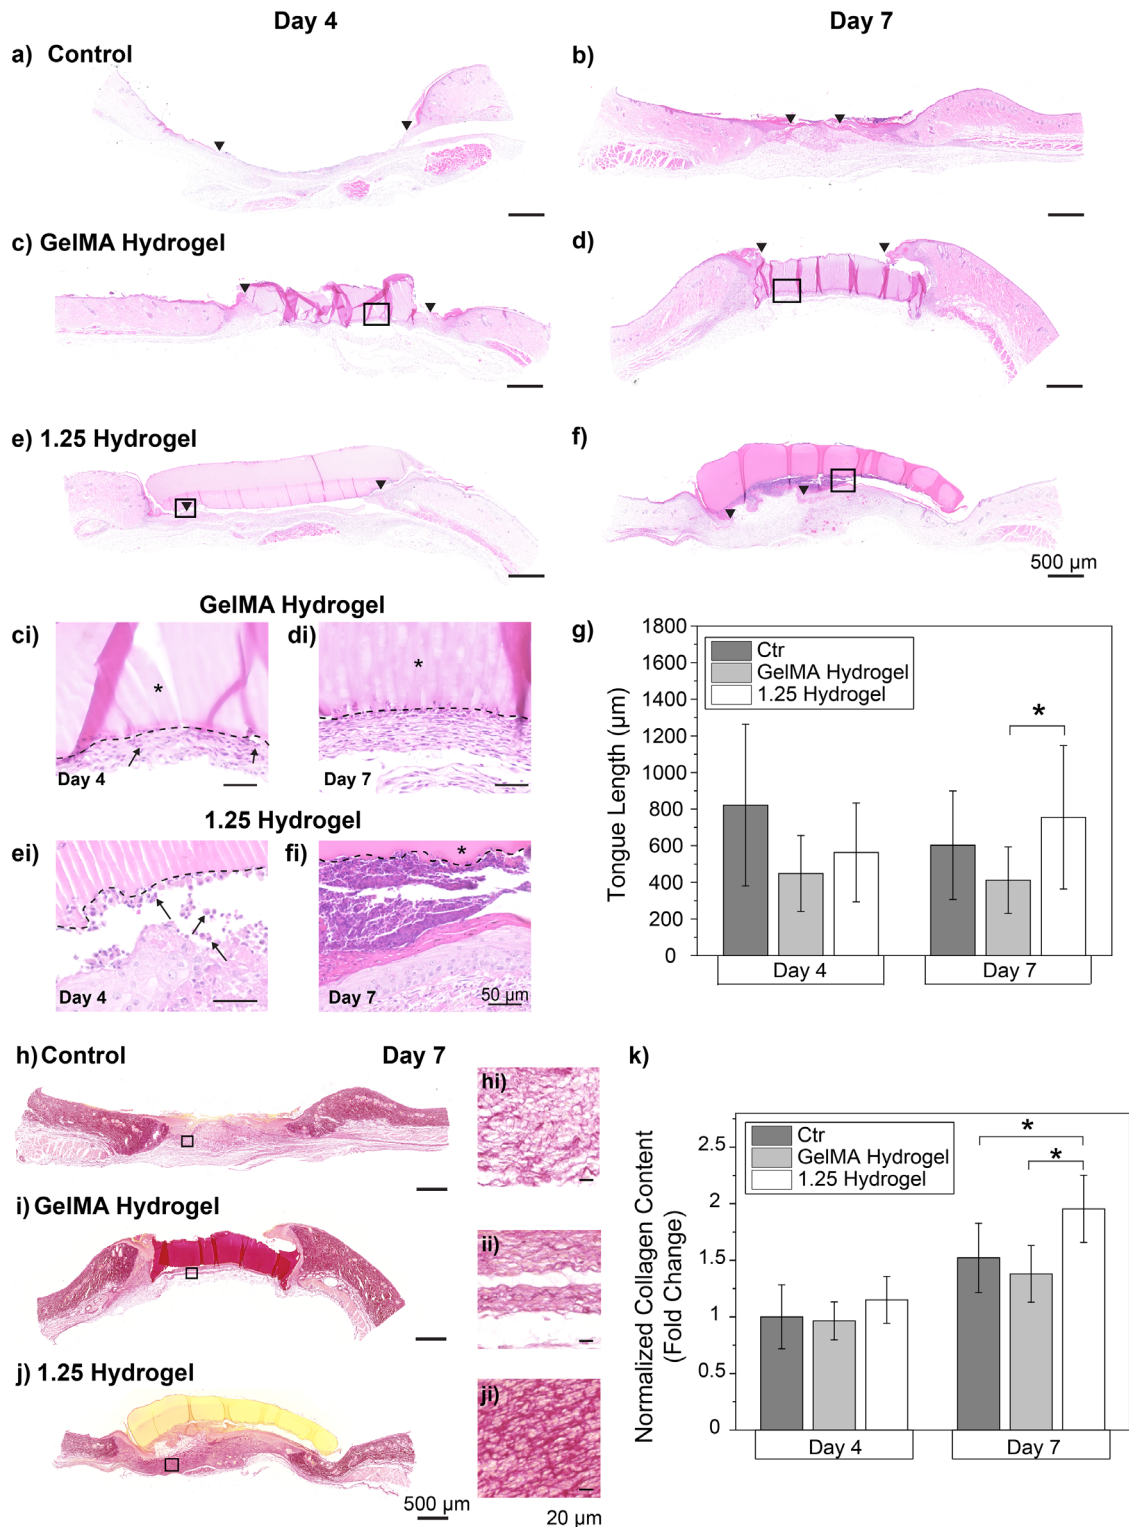 Day 4
Day 7
a) Control
b)
c) GelMA Hydrogel
d)
e) 1.25 Hydrogel
f)
500 µm
GelMA Hydrogel
ci)
*
Day 4
di)
*
Day 7
1.25 Hydrogel
ei)
Day 4
fi)
*
Day 7
50 µm
g)
Tongue Length (µm)
1800
1600
1400
1200
1000
800
600
400
200
0
Ctr
GelMA Hydrogel
1.25 Hydrogel
*
Day 4
Day 7
h) Control
Day 7
hi)
i) GelMA Hydrogel
ii)
j) 1.25 Hydrogel
ji)
500 µm
20 µm
k)
Normalized Collagen Content
(Fold Change)
2.5
2
1.5
1
0.5
0
Ctr
GelMA Hydrogel
1.25 Hydrogel
*
*
Day 4
Day 7